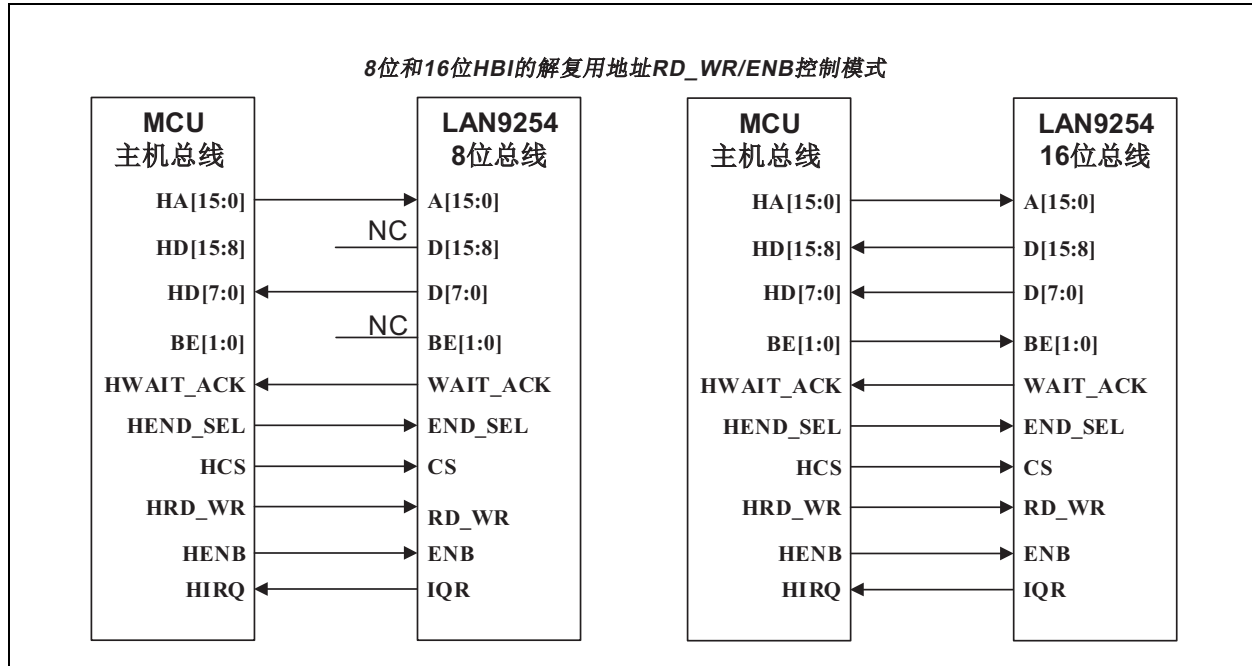 8位和16位HBI的解复用地址RD_WR/ENB控制模式
MCU
主机总线
HA[15:0]
HD[15:8]
HD[7:0]
BE[1:0]
HWAIT_ACK
HEND_SEL
HCS
HRD_WR
HENB
HIRQ
NC
NC
LAN9254
8位总线
A[15:0]
D[15:8]
D[7:0]
BE[1:0]
WAIT_ACK
END_SEL
CS
RD_WR
ENB
IQR
MCU
主机总线
HA[15:0]
HD[15:8]
HD[7:0]
BE[1:0]
HWAIT_ACK
HEND_SEL
HCS
HRD_WR
HENB
HIRQ
LAN9254
16位总线
A[15:0]
D[15:8]
D[7:0]
BE[1:0]
WAIT_ACK
END_SEL
CS
RD_WR
ENB
IQR